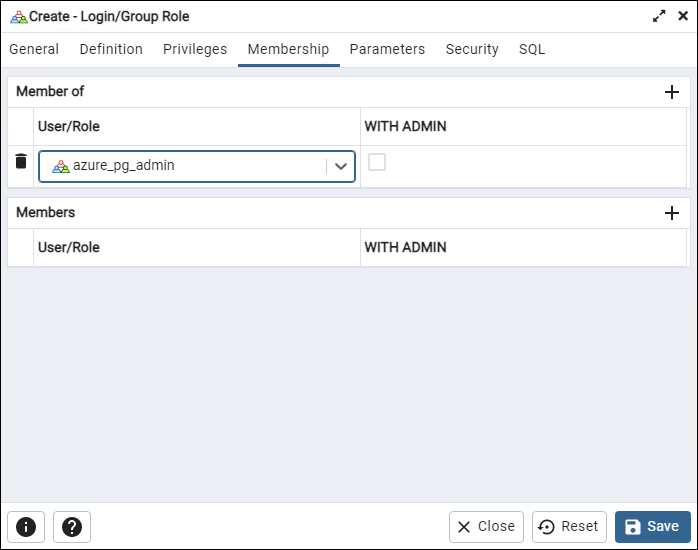 Create - Login/Group Role
General Definition Privileges Membership Parameters Security SQL
Member of
User/Role WITH ADMIN
azure_pg_admin
Members
User/Role WITH ADMIN
Close Reset Save